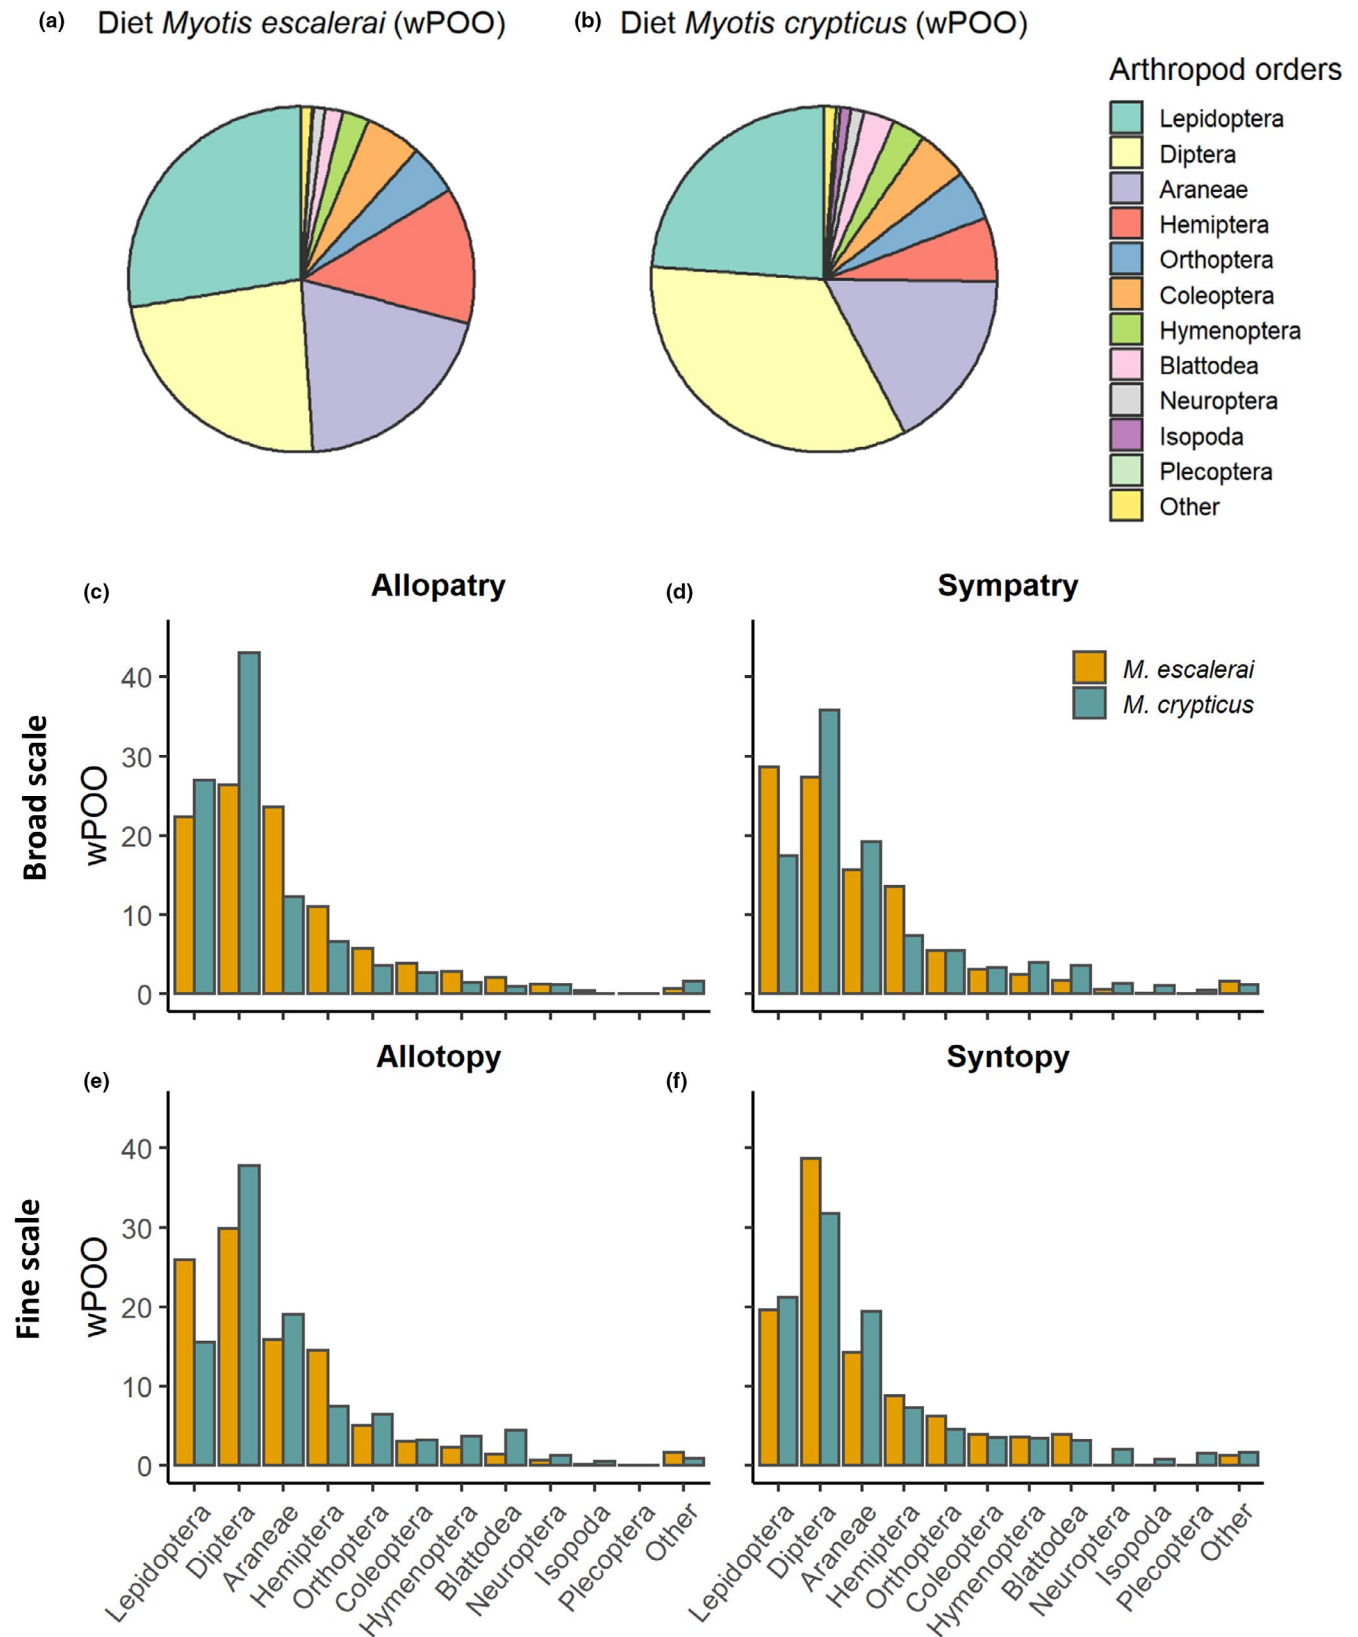 (a) Diet Myotis escalerai (wPOO)
(b) Diet Myotis crypticus (wPOO)
Arthropod orders
Lepidoptera
Diptera
Araneae
Hemiptera
Orthoptera
Coleoptera
Hymenoptera
Blattodea
Neuroptera
Isopoda
Plecoptera
Other
(c) Allopatry
(d) Sympatry
Broad scale
wPOO
40
30
20
10
0
M. escalerai
M. crypticus
(e) Allotopy
(f) Syntopy
Fine scale
wPOO
40
30
20
10
0
Lepidoptera
Diptera
Araneae
Hemiptera
Orthoptera
Coleoptera
Hymenoptera
Blattodea
Neuroptera
Isopoda
Plecoptera
Other
Lepidoptera
Diptera
Araneae
Hemiptera
Orthoptera
Coleoptera
Hymenoptera
Blattodea
Neuroptera
Isopoda
Plecoptera
Other